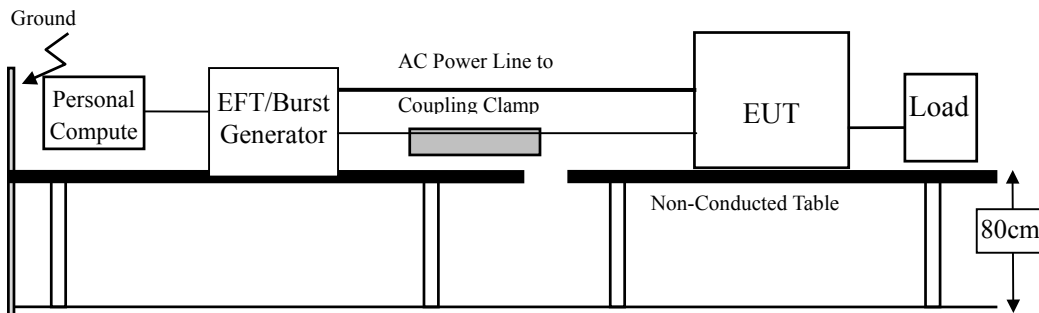 Ground
Personal
Compute
EFT/Burst
Generator
AC Power Line to
Coupling Clamp
EUT
Load
Non-Conducted Table
80cm